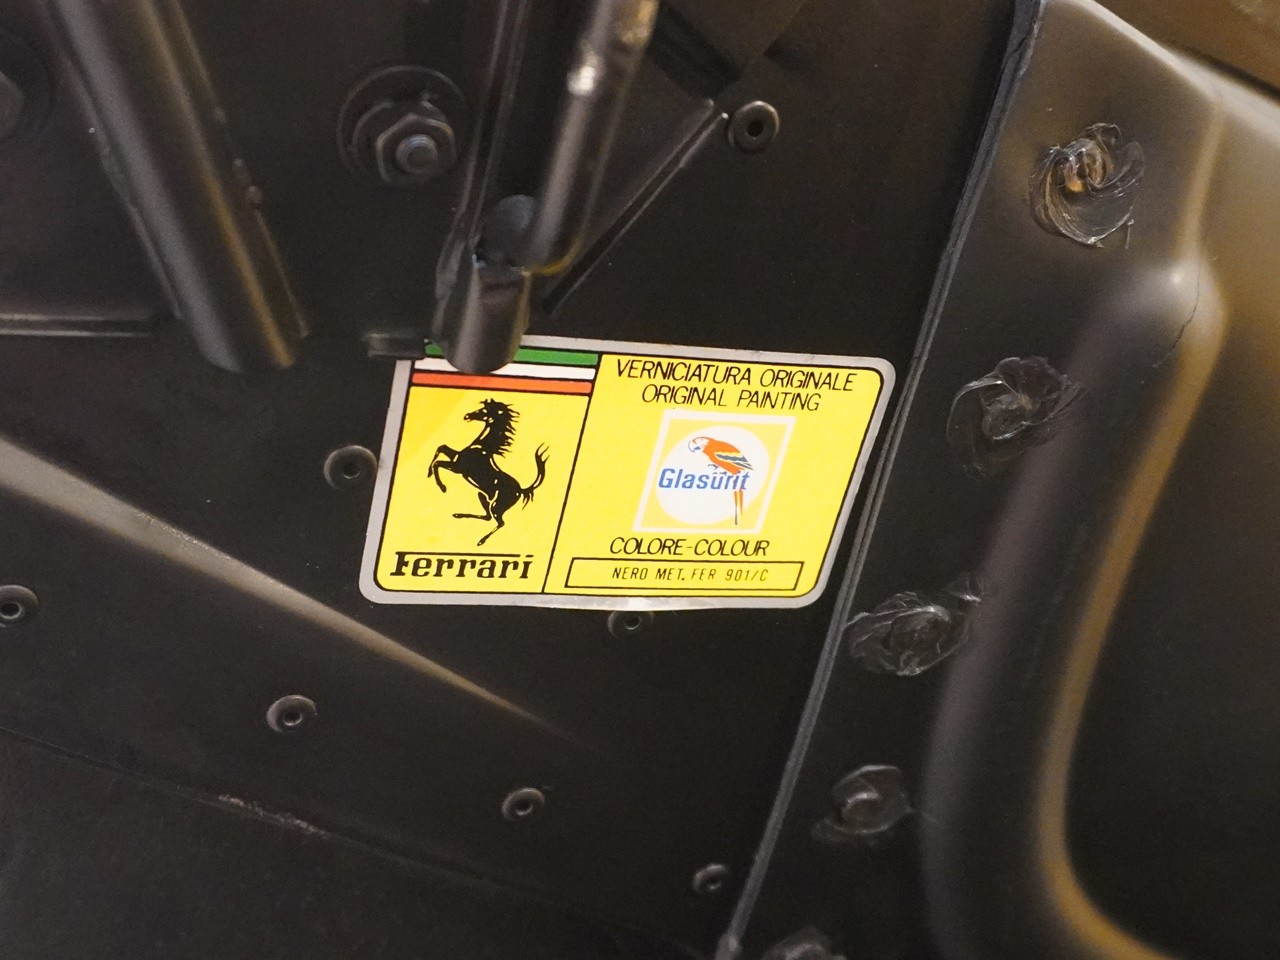 VERNICIATURA ORIGINALE
ORIGINAL PAINTING
Glasurit
COLORE-COLOUR
NERO MET. FER 901/C
Ferrari